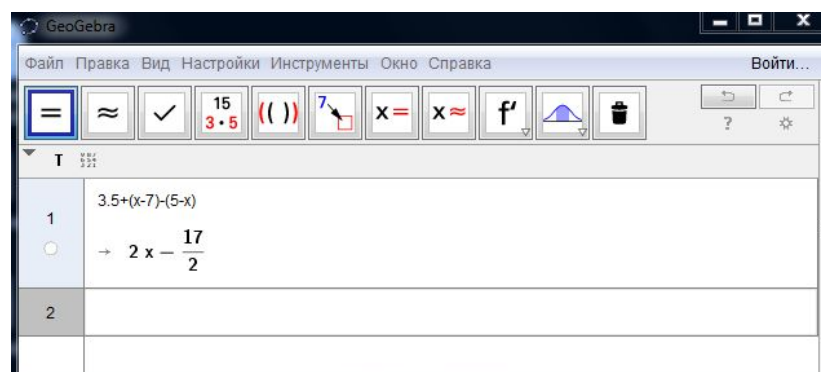 GeoGebra
Файл Правка Вид Настройки Инструменты Окно Справка Войти...
= ≈ ✓ 15 3 • 5 (( )) 7 x = x ≈ f' ?
T
1 3.5+(x-7)-(5-x)
→ 2 x − 17/2
2